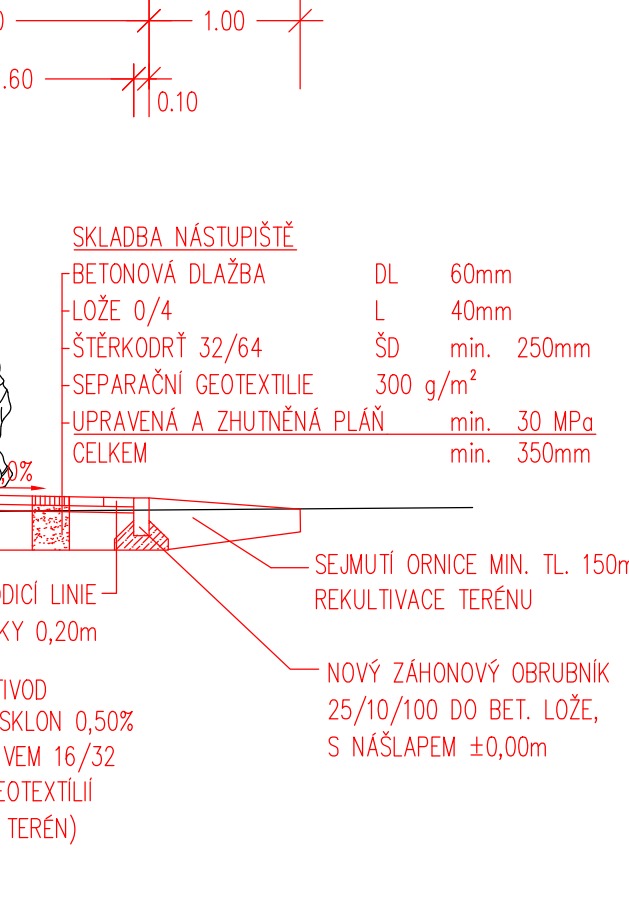 1.00
.60
0.10
SKLADBA NÁSTUPIŠTĚ
BETONOVÁ DLAŽBA DL 60mm
LOŽE 0/4 L 40mm
ŠTĚRKODRŤ 32/64 ŠD min. 250mm
SEPARAČNÍ GEOTEXTILIE 300 g/m²
UPRAVENÁ A ZHUTNĚNÁ PLÁŇ min. 30 MPa
CELKEM min. 350mm
0%
SEJMUTÍ ORNICE MIN. TL. 150m
REKULTIVACE TERÉNU
ODICÍ LINIE
KY 0,20m
NOVÝ ZÁHONOVÝ OBRUBNÍK
25/10/100 DO BET. LOŽE,
S NÁŠLAPEM ±0,00m
TIVOD
SKLON 0,50%
VEM 16/32
EOTEXTÍLIÍ
TERÉN)